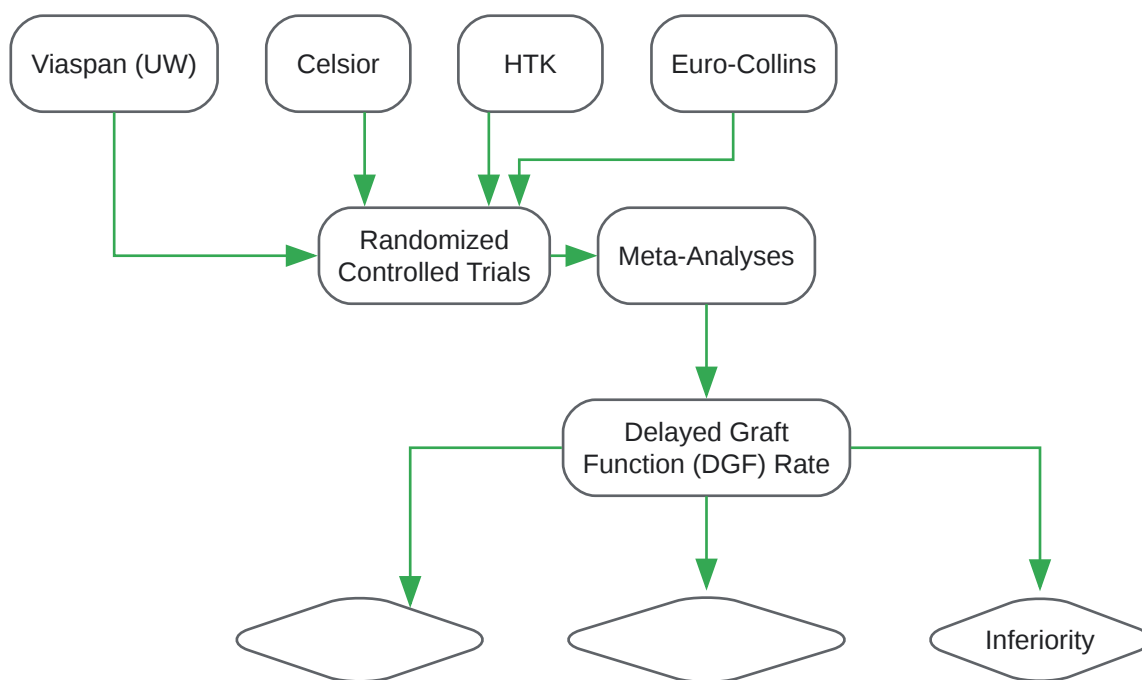 Viaspan (UW)
Celsior
HTK
Euro-Collins
Randomized
Controlled Trials
Meta-Analyses
Delayed Graft
Function (DGF) Rate
Inferiority